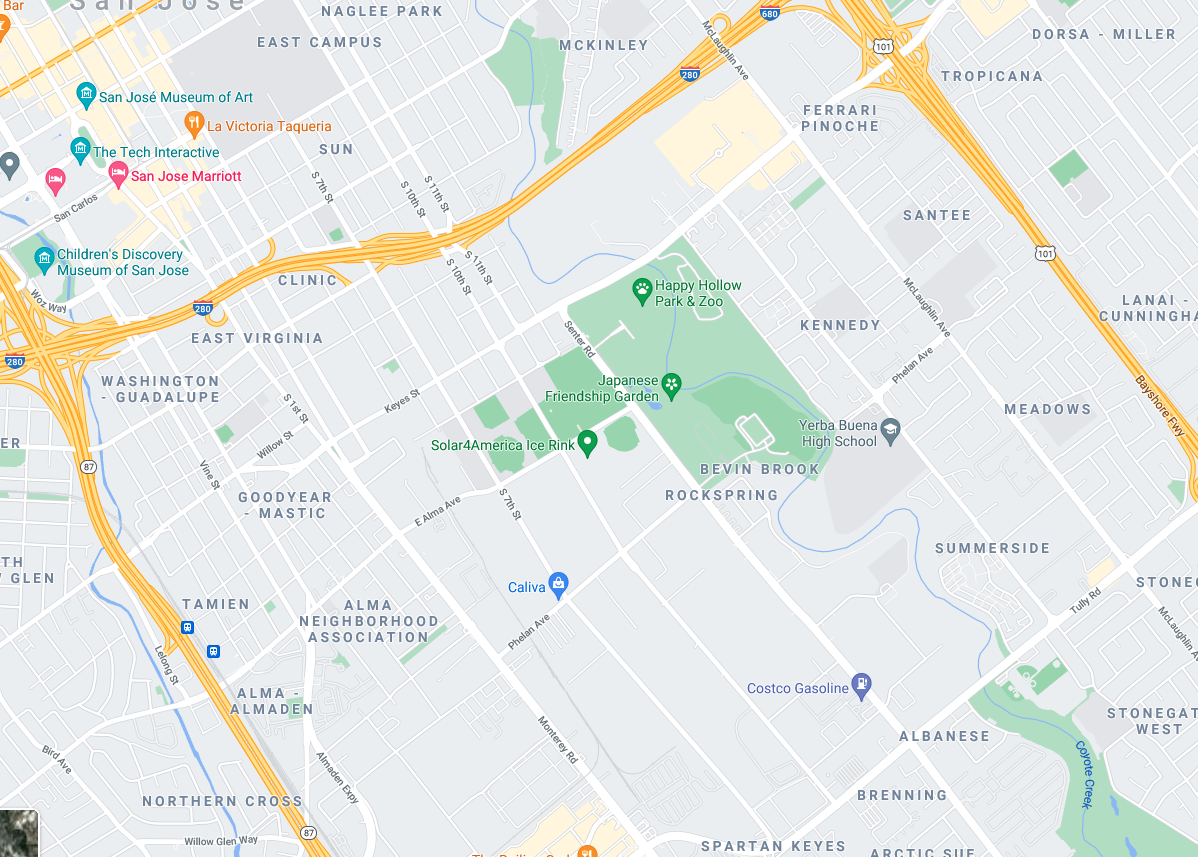 Bar
San José
NAGLEE PARK
EAST CAMPUS
MCKINLEY
680
101
DORSA - MILLER
McLaughlin Ave
280
TROPICANA
San José Museum of Art
La Victoria Taqueria
FERRARI
PINOCHE
The Tech Interactive
SUN
San Jose Marriott
S 7th St
S 10th St
S 11th St
San Carlos
SANTEE
Children's Discovery
Museum of San Jose
101
S 10th St
S 11th St
CLINIC
Woz Way
280
Happy Hollow
Park & Zoo
McLaughlin Ave
LANAI -
CUNNINGHA
KENNEDY
EAST VIRGINIA
Senter Rd
280
Phelan Ave
WASHINGTON
- GUADALUPE
Keyes St
Japanese
Friendship Garden
Bayshore Fwy
S 1st St
MEADOWS
Yerba Buena
High School
ER
Willow St
Solar4America Ice Rink
87
Vine St
BEVIN BROOK
GOODYEAR
- MASTIC
ROCKSPRING
E Alma Ave
S 7th St
SUMMERSIDE
TH
GLEN
Caliva
STONEG
TAMIEN
ALMA
NEIGHBORHOOD
ASSOCIATION
Phelan Ave
Tully Rd
McLaughlin A
Lelong St
Costco Gasoline
ALMA -
ALMADEN
STONEGAT
WEST
Monterey Rd
ALBANESE
Bird Ave
Almaden Expy
Coyote Creek
NORTHERN CROSS
BRENNING
87
Willow Glen Way
SPARTAN KEYES
ARCTIC SUE